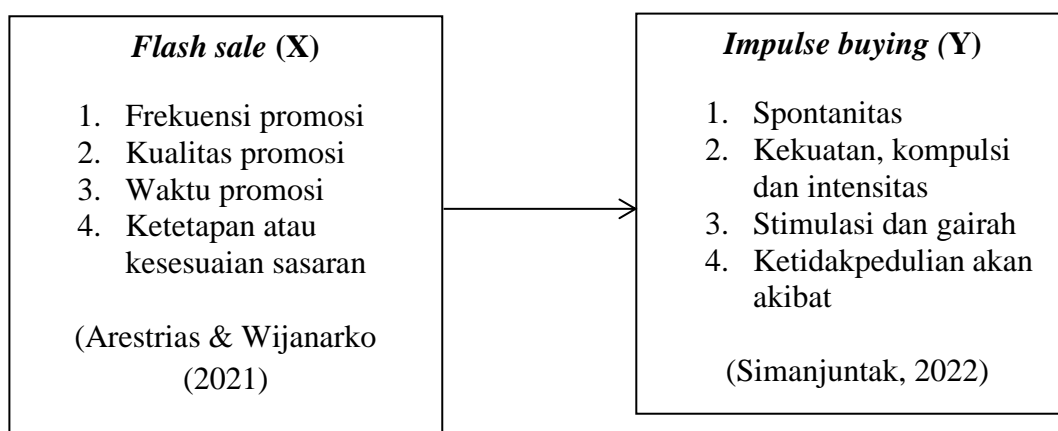 Flash sale (X)
1. Frekuensi promosi
2. Kualitas promosi
3. Waktu promosi
4. Ketetapan atau
kesesuaian sasaran
(Arestrias & Wijanarko
(2021)
Impulse buying (Y)
1. Spontanitas
2. Kekuatan, kompulsi
dan intensitas
3. Stimulasi dan gairah
4. Ketidakpedulian akan
akibat
(Simanjuntak, 2022)